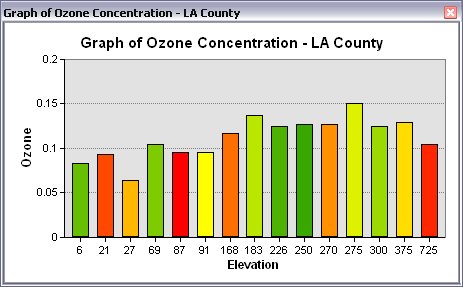 Graph of Ozone Concentration - LA County
Graph of Ozone Concentration - LA County
0.2
0.15
0.1
0.05
0
Ozone
6 21 27 69 87 91 168 183 226 250 270 275 300 375 725
Elevation